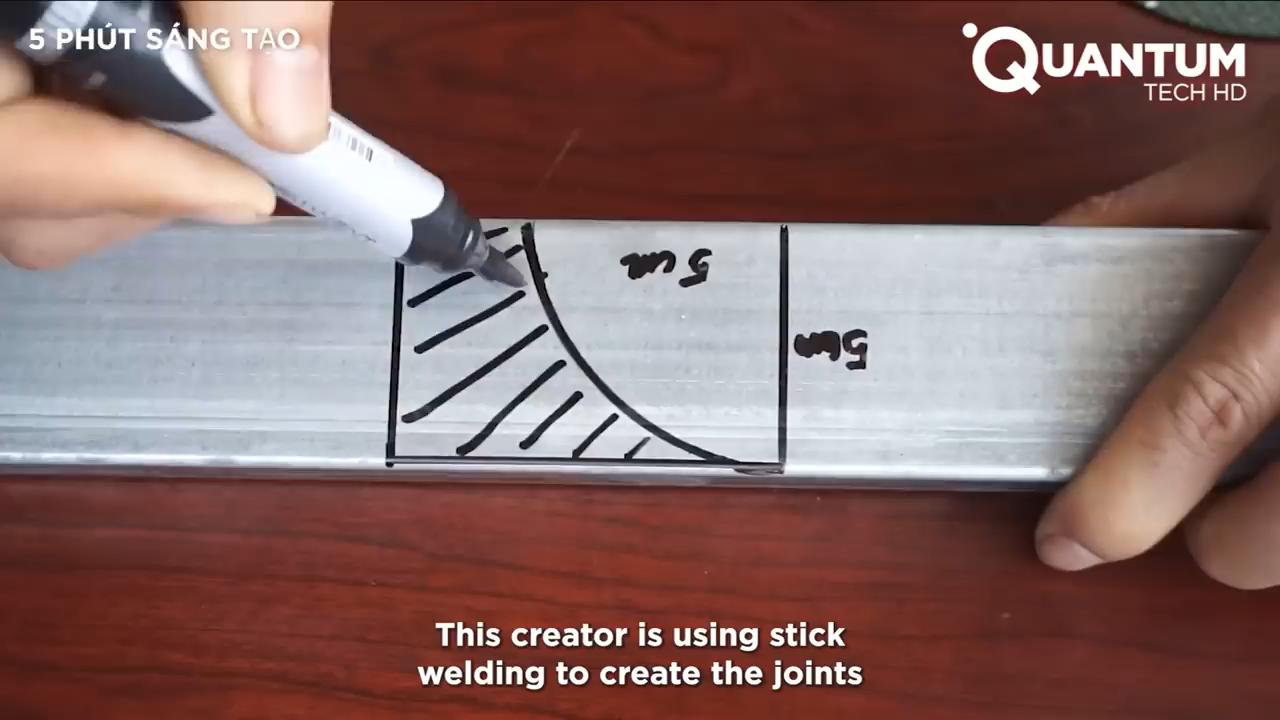 5 PHÚT SÁNG TẠO
QUANTUM
TECH HD
5 cm
5cm
This creator is using stick
welding to create the joints